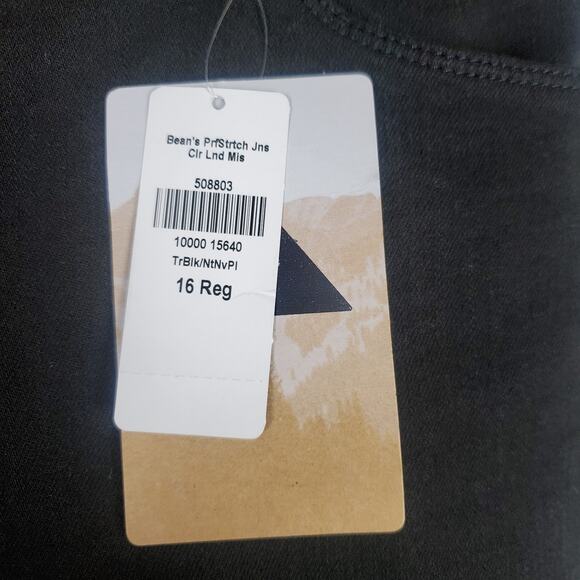 Bean's PrfStrtch Jns
Clr Lnd Mis
508803
10000 15640
TrBlk/NtNvPl
16 Reg